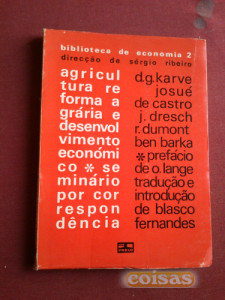 biblioteca de economia 2
direcção de sérgio ribeiro
agricul
tura re
forma a
grária e
desenvol
vimento
económi
co * se
minário
por cor
respon
dência
d.g.karve
josué
de castro
j. dresch
r. dumont
ben barka
* prefácio
de o. lange
tradução e
introdução
de blasco
fernandes
coisas